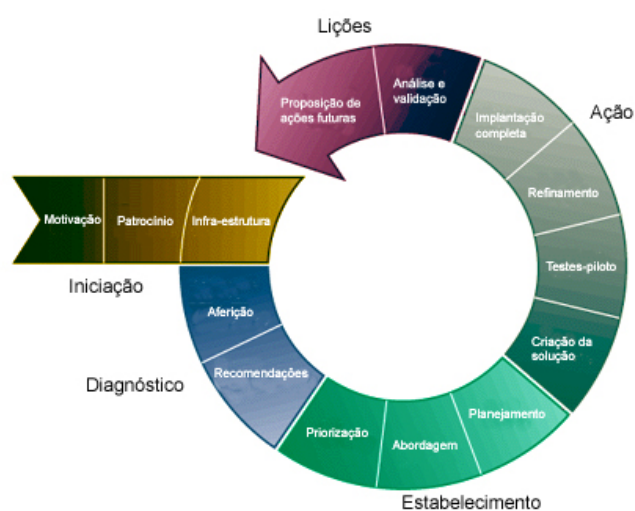 Lições
Análise e
validação
Proposição de
ações futuras
Implantação
completa
Ação
Refinamento
Motivação
Patrocínio
Infra-estrutura
Testes-piloto
Iniciação
Aferição
Criação da
solução
Recomendações
Diagnóstico
Planejamento
Priorização
Abordagem
Estabelecimento